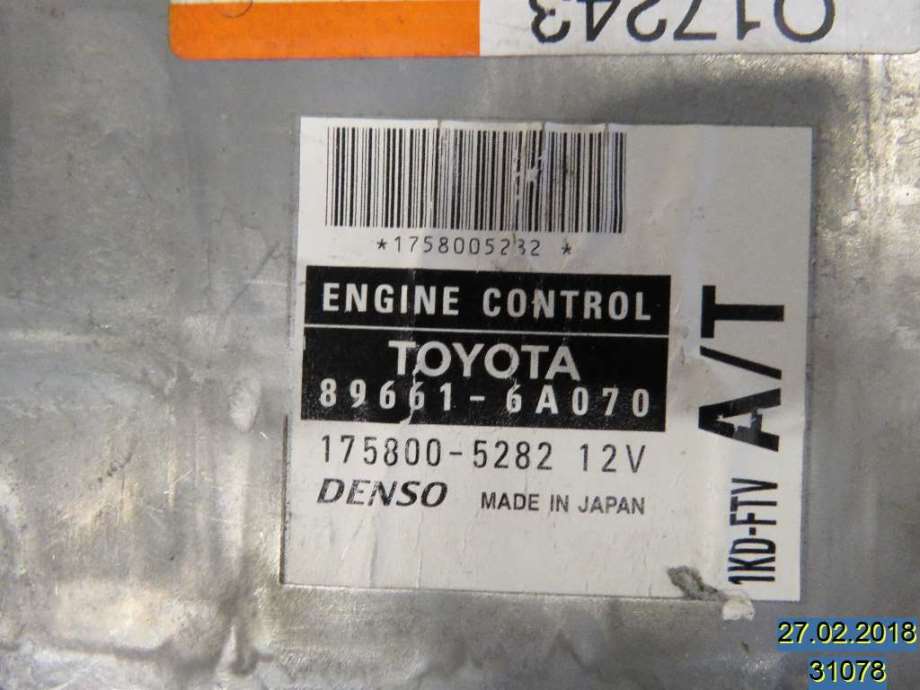 017243
*1758005282 *
ENGINE CONTROL
TOYOTA
89661-6A070
175800-5282 12V
DENSO MADE IN JAPAN
1KD-FTV A/T
27.02.2018
31078